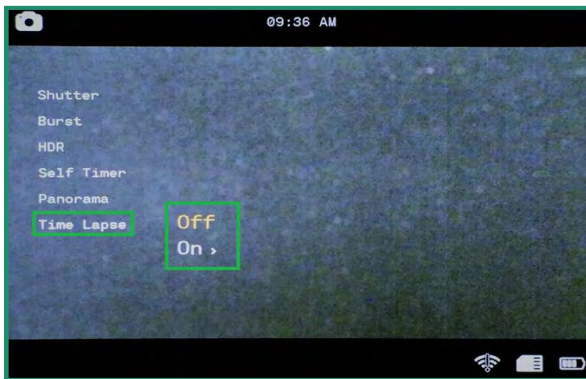 09:36 AM
Shutter
Burst
HDR
Self Timer
Panorama
Time Lapse
Off
On ›